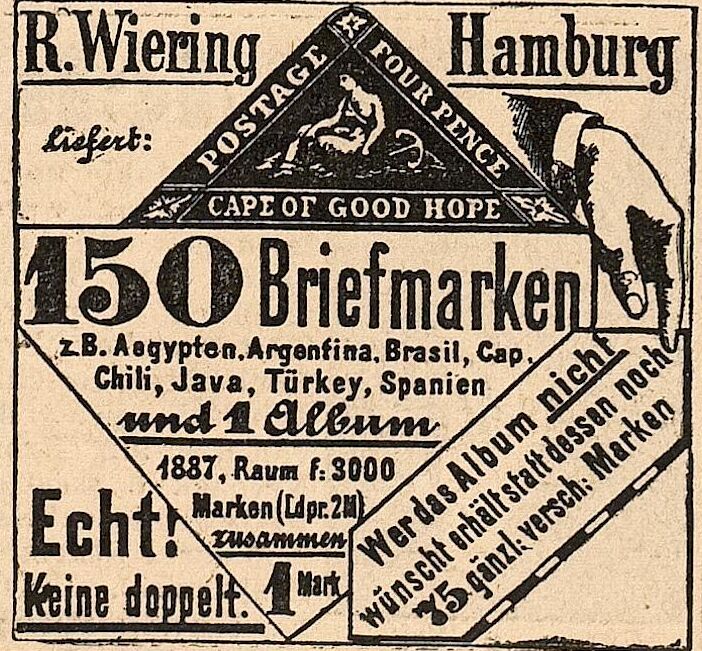 R. Wiering Hamburg
liefert:
POSTAGE
FOUR PENCE
CAPE OF GOOD HOPE
150 Briefmarken
z.B. Aegypten. Argentina. Brasil, Cap.
Chili, Java, Türkey, Spanien
und 1 Album
1887, Raum f: 3000
Marken (Ldpr. 2M)
zusammen
1 Mark
Echt!
Keine doppelt.
Wer das Album nicht
wünscht erhält statt dessen noch
75 gänzl: versch: Marken